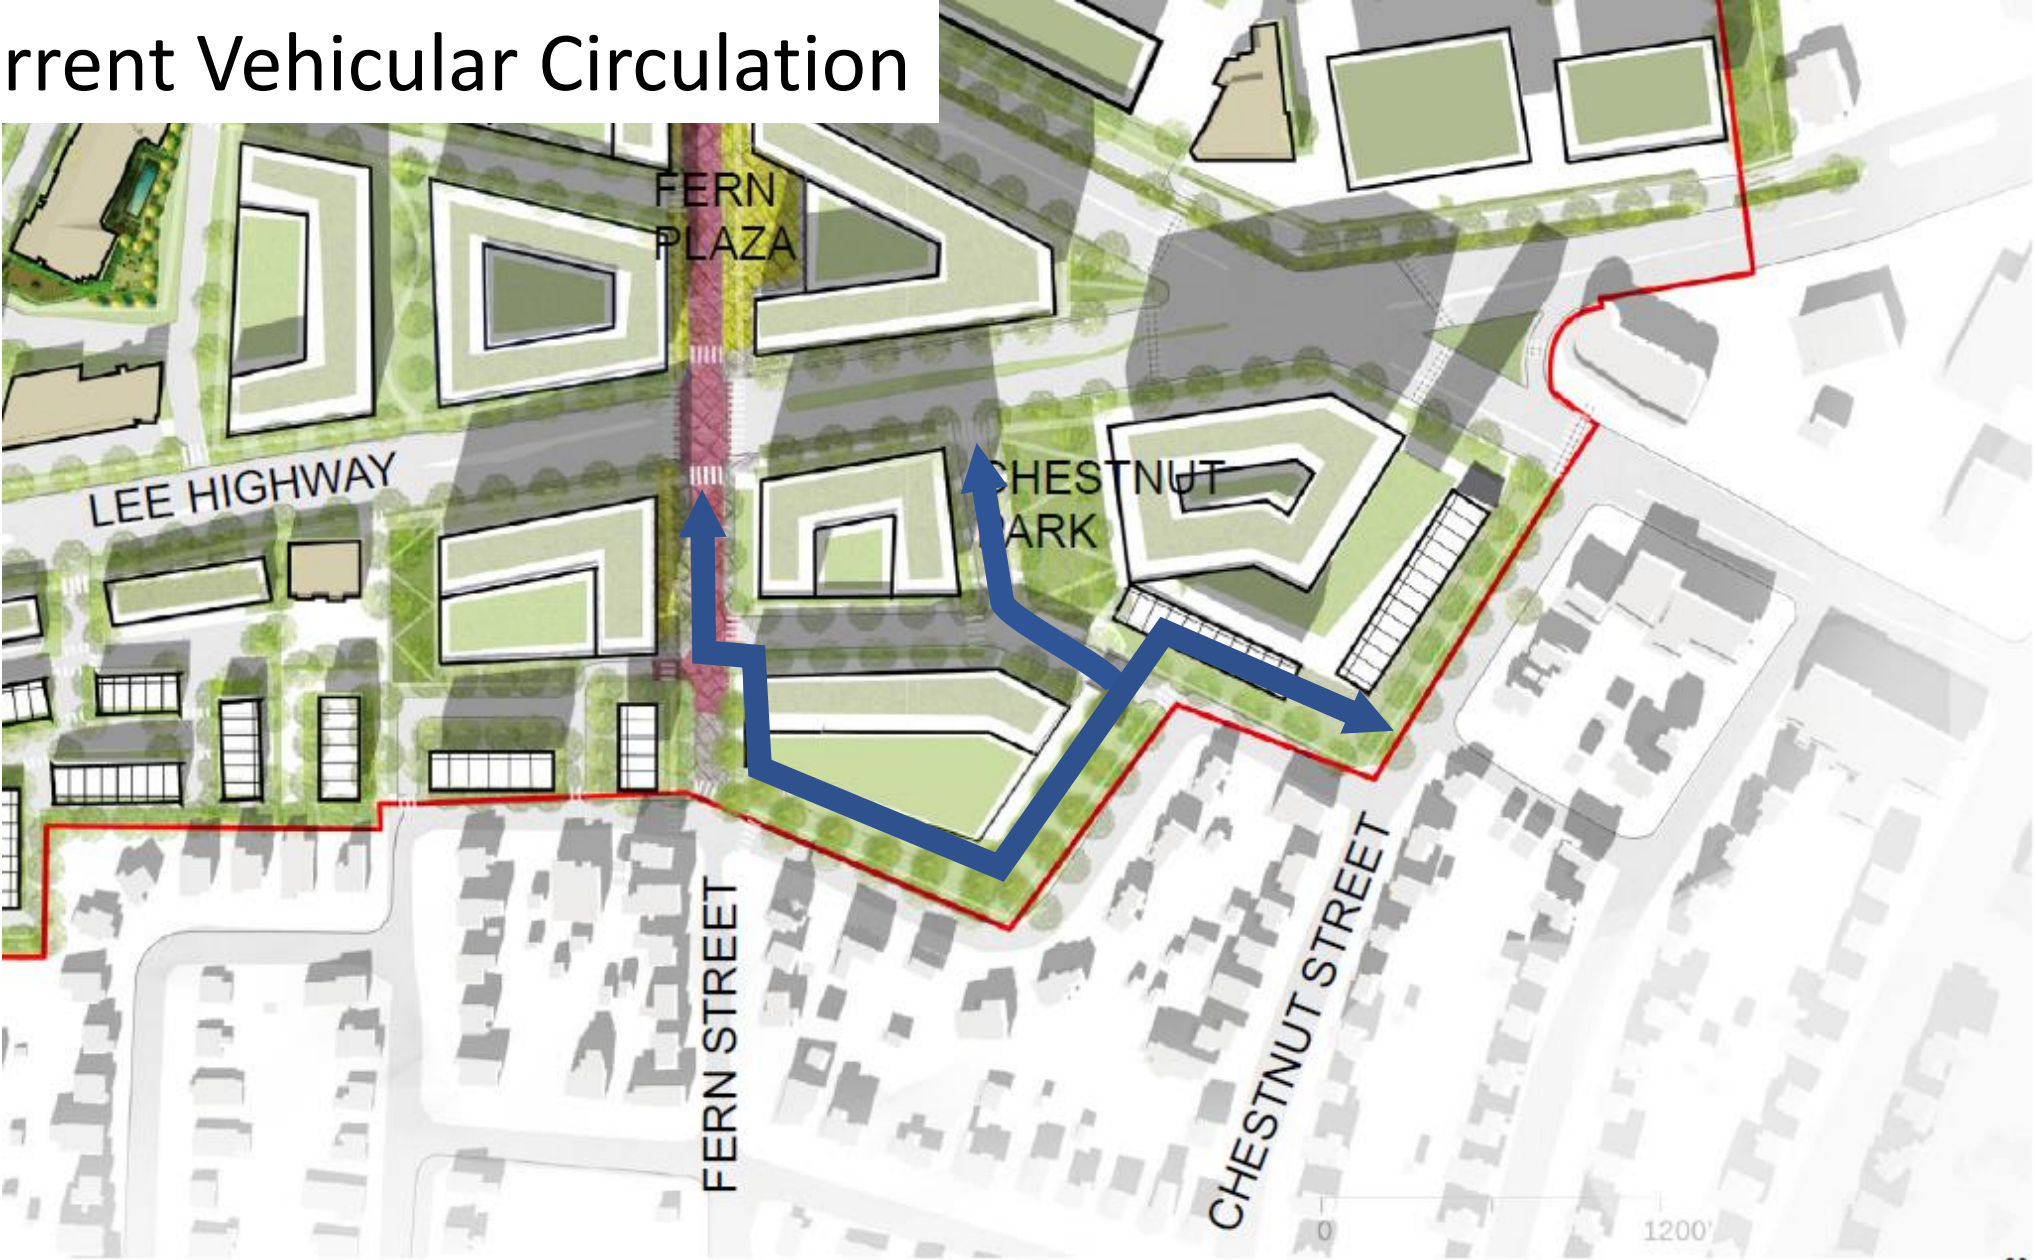 rrent Vehicular Circulation
FERN
PLAZA
LEE HIGHWAY
CHESTNUT
PARK
FERN STREET
CHESTNUT STREET
0
1200'